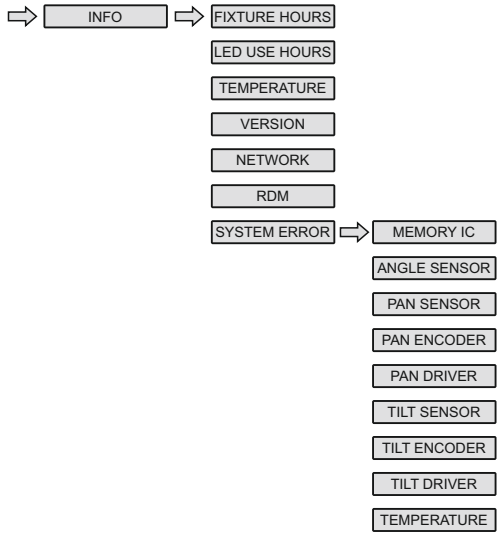 INFO
FIXTURE HOURS
LED USE HOURS
TEMPERATURE
VERSION
NETWORK
RDM
SYSTEM ERROR
MEMORY IC
ANGLE SENSOR
PAN SENSOR
PAN ENCODER
PAN DRIVER
TILT SENSOR
TILT ENCODER
TILT DRIVER
TEMPERATURE